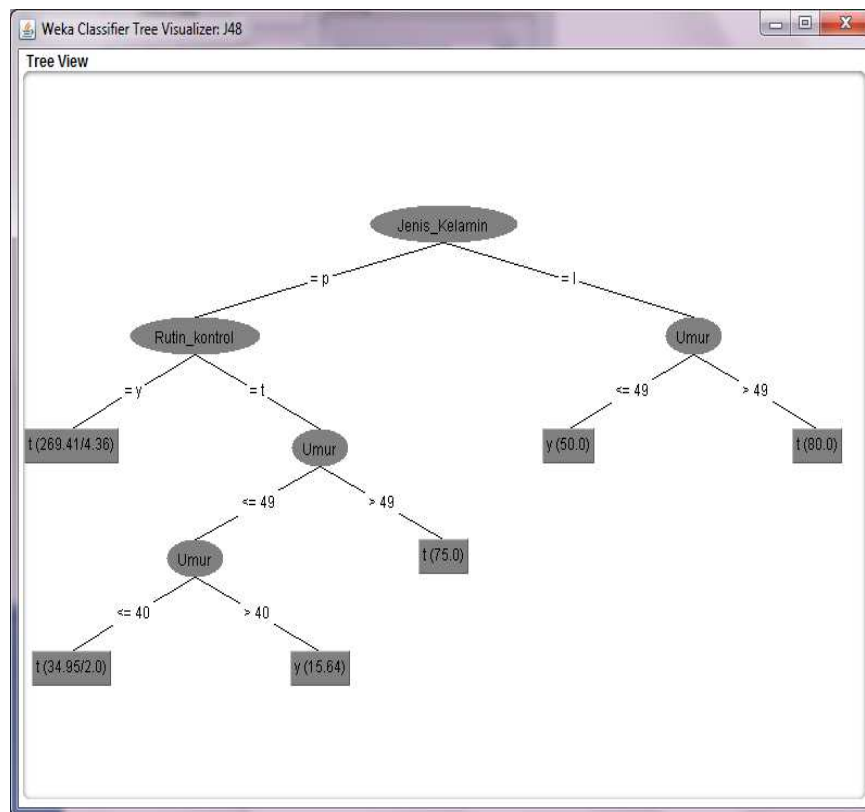 Weka Classifier Tree Visualizer: J48
Tree View
Jenis_Kelamin
= p
= l
Rutin_kontrol
Umur
= y
= t
<= 49
> 49
t (269.41/4.36)
Umur
y (50.0)
t (80.0)
<= 49
> 49
Umur
t (75.0)
<= 40
> 40
t (34.95/2.0)
y (15.64)